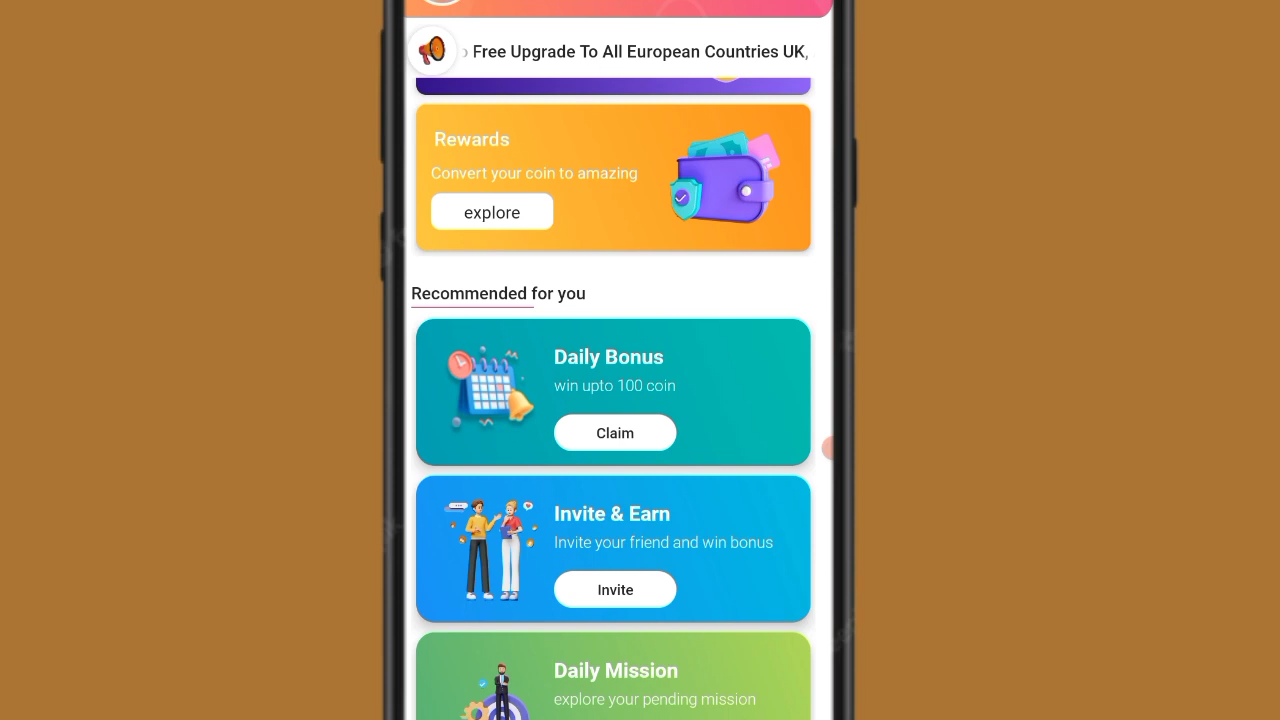 Free Upgrade To All European Countries UK,
Rewards
Convert your coin to amazing
explore
Recommended for you
Daily Bonus
win upto 100 coin
Claim
Invite & Earn
Invite your friend and win bonus
Invite
Daily Mission
explore your pending mission